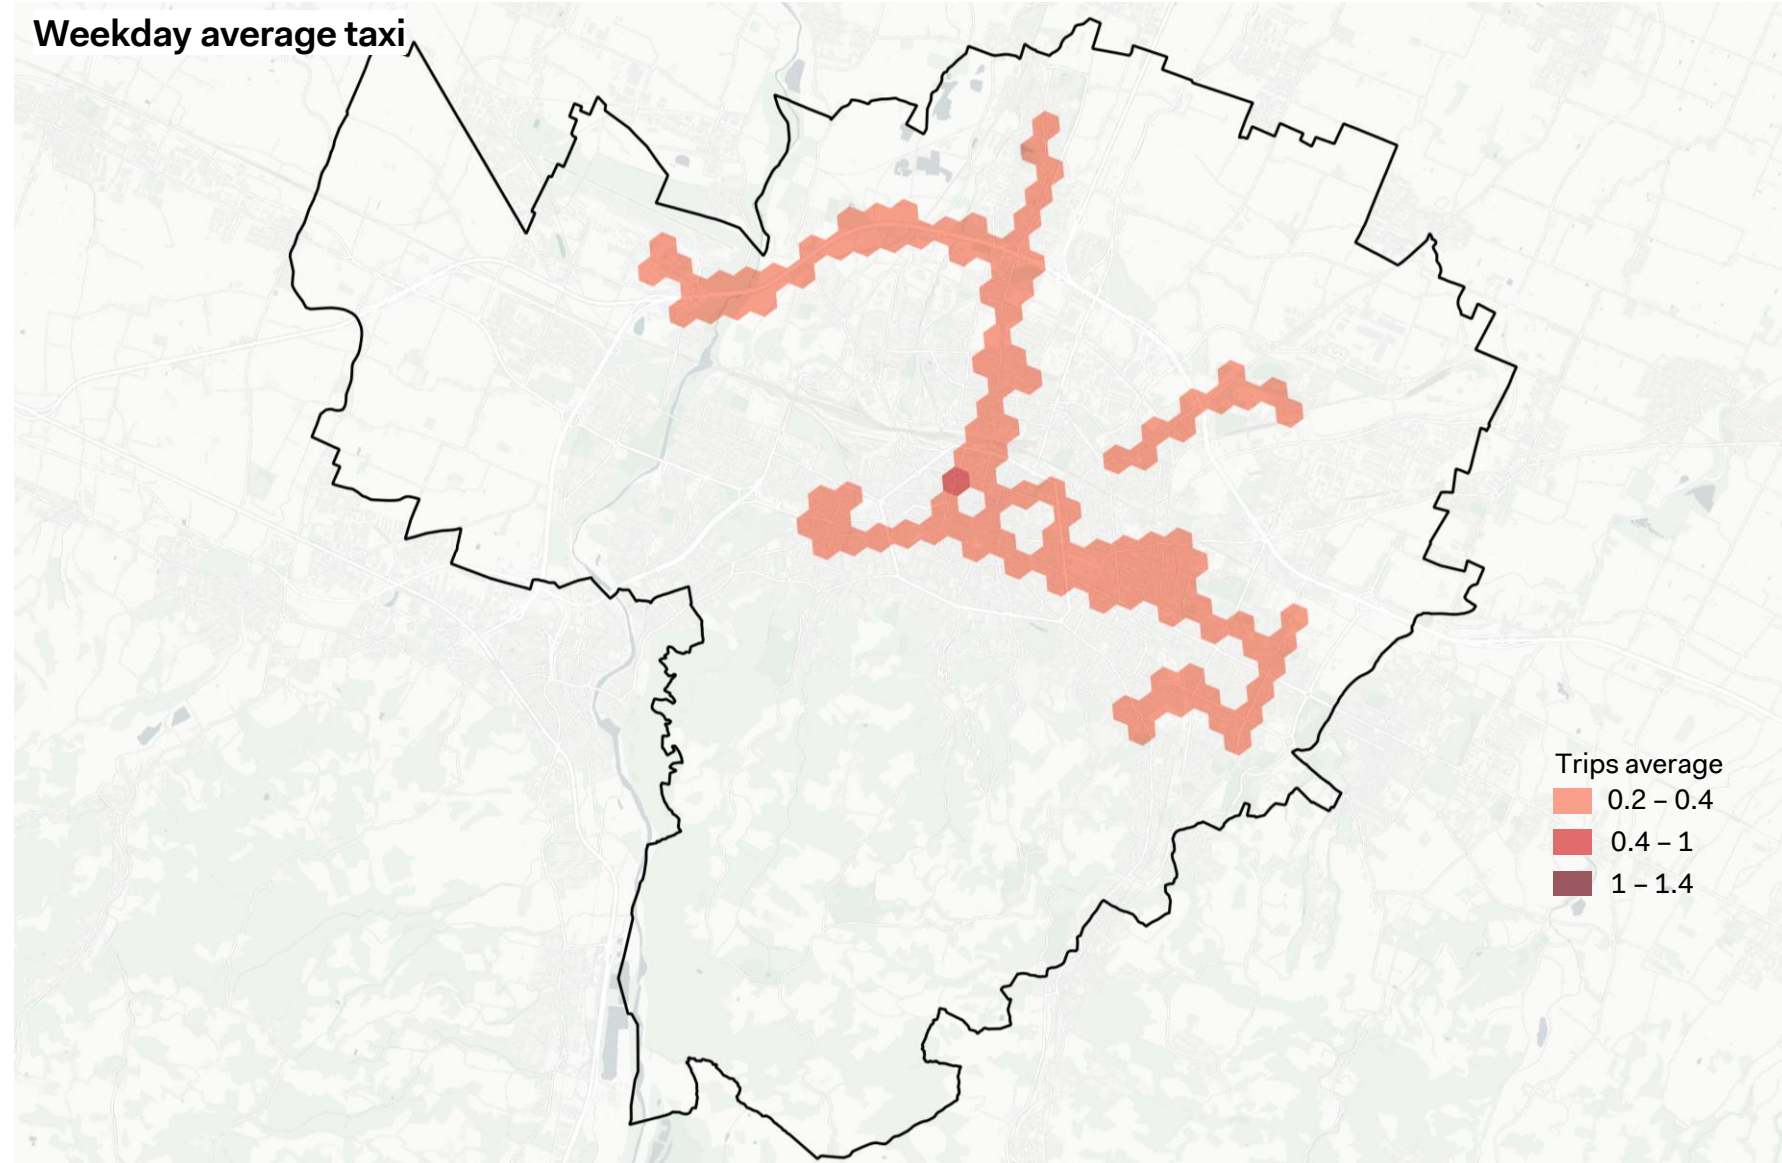 Weekday average taxi
Trips average
0.2 – 0.4
0.4 – 1
1 – 1.4